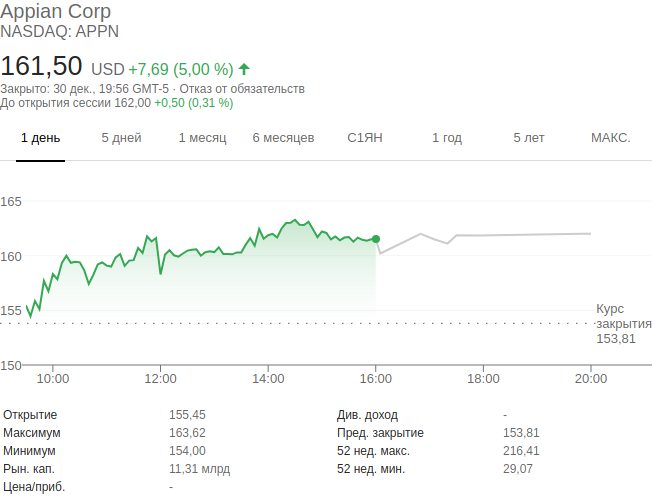 Appian Corp
NASDAQ: APPN
161,50 USD +7,69 (5,00 %)
Закрыто: 30 дек., 19:56 GMT-5 · Отказ от обязательств
До открытия сессии 162,00 +0,50 (0,31 %)
1 день 5 дней 1 месяц 6 месяцев С1ЯН 1 год 5 лет МАКС.
165
160
155
150
Курс
закрытия
153,81
10:00 12:00 14:00 16:00 18:00 20:00
Открытие 155,45 Див. доход -
Максимум 163,62 Пред. закрытие 153,81
Минимум 154,00 52 нед. макс. 216,41
Рын. кап. 11,31 млрд 52 нед. мин. 29,07
Цена/приб. -